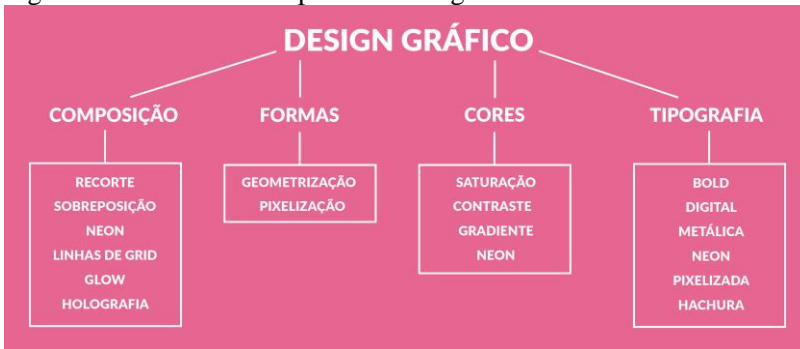 DESIGN GRÁFICO
COMPOSIÇÃO
RECORTE
SOBREPOSIÇÃO
NEON
LINHAS DE GRID
GLOW
HOLOGRAFIA
FORMAS
GEOMETRIZAÇÃO
PIXELIZAÇÃO
CORES
SATURAÇÃO
CONTRASTE
GRADIENTE
NEON
TIPOGRAFIA
BOLD
DIGITAL
METÁLICA
NEON
PIXELIZADA
HACHURA